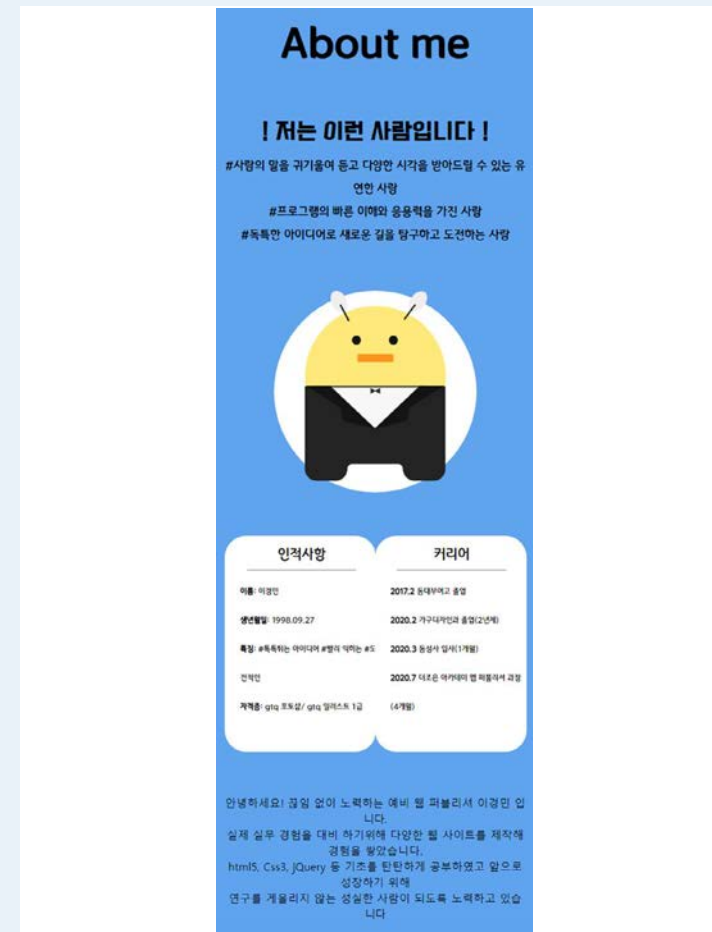 About me
! 저는 이런 사람입니다 !
#사람의 말을 귀기울여 듣고 다양한 시각을 받아드릴 수 있는 유
연한 사람
#프로그램의 빠른 이해와 응용력을 가진 사람
#독특한 아이디어로 새로운 길을 탐구하고 도전하는 사람
인적사항
이름: 이경민
생년월일: 1998.09.27
특징: #톡톡튀는 아이디어 #빨리 익히는 #도
전적인
자격증: gtq 포토샵/ gtq 일러스트 1급
커리어
2017.2 동대부여고 졸업
2020.2 가구디자인과 졸업(2년제)
2020.3 동성사 입사(1개월)
2020.7 더조은 아카데미 웹 퍼블리셔 과정
(4개월)
안녕하세요! 끊임 없이 노력하는 예비 웹 퍼블리셔 이경민 입
니다.
실제 실무 경험을 대비 하기위해 다양한 웹 사이트를 제작해
경험을 쌓았습니다.
html5, Css3, JQuery 등 기초를 탄탄하게 공부하였고 앞으로
성장하기 위해
연구를 게을리지 않는 성실한 사람이 되도록 노력하고 있습
니다